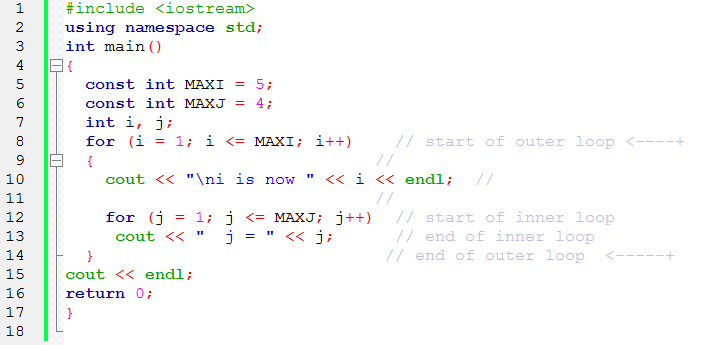 1 #include <iostream>
2 using namespace std;
3 int main()
4 {
5 const int MAXI = 5;
6 const int MAXJ = 4;
7 int i, j;
8 for (i = 1; i <= MAXI; i++) // start of outer loop <----+
9 { //
10 cout << "\ni is now " << i << endl; //
11 //
12 for (j = 1; j <= MAXJ; j++) // start of inner loop
13 cout << "  j = " << j; // end of inner loop
14 } // end of outer loop <-----+
15 cout << endl;
16 return 0;
17 }
18